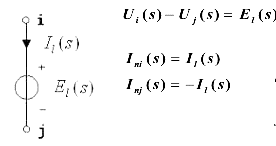 i
U_i(s) - U_j(s) = E_l(s)
I_l(s)
+
I_ni(s) = I_l(s)
E_l(s)
I_nj(s) = -I_l(s)
-
j